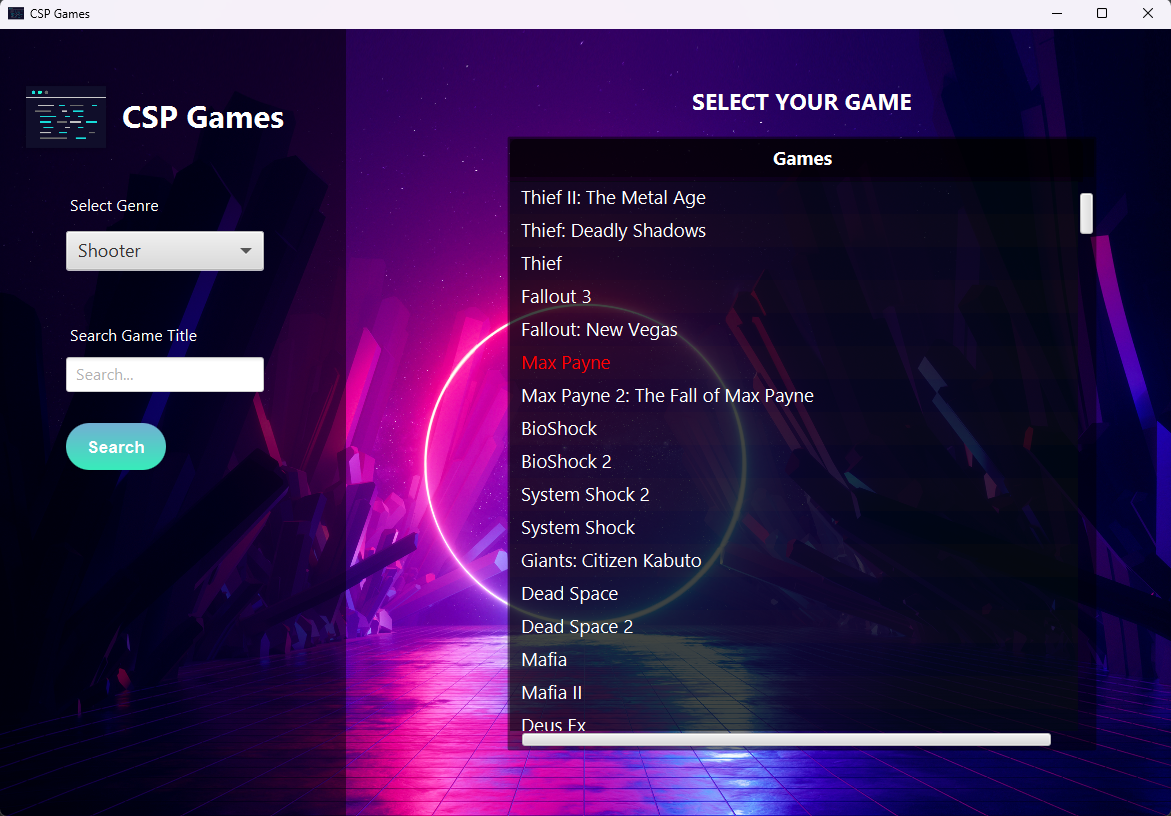 CSP Games
CSP Games
Select Genre
Shooter
Search Game Title
Search...
Search
SELECT YOUR GAME
Games
Thief II: The Metal Age
Thief: Deadly Shadows
Thief
Fallout 3
Fallout: New Vegas
Max Payne
Max Payne 2: The Fall of Max Payne
BioShock
BioShock 2
System Shock 2
System Shock
Giants: Citizen Kabuto
Dead Space
Dead Space 2
Mafia
Mafia II
Deus Ex